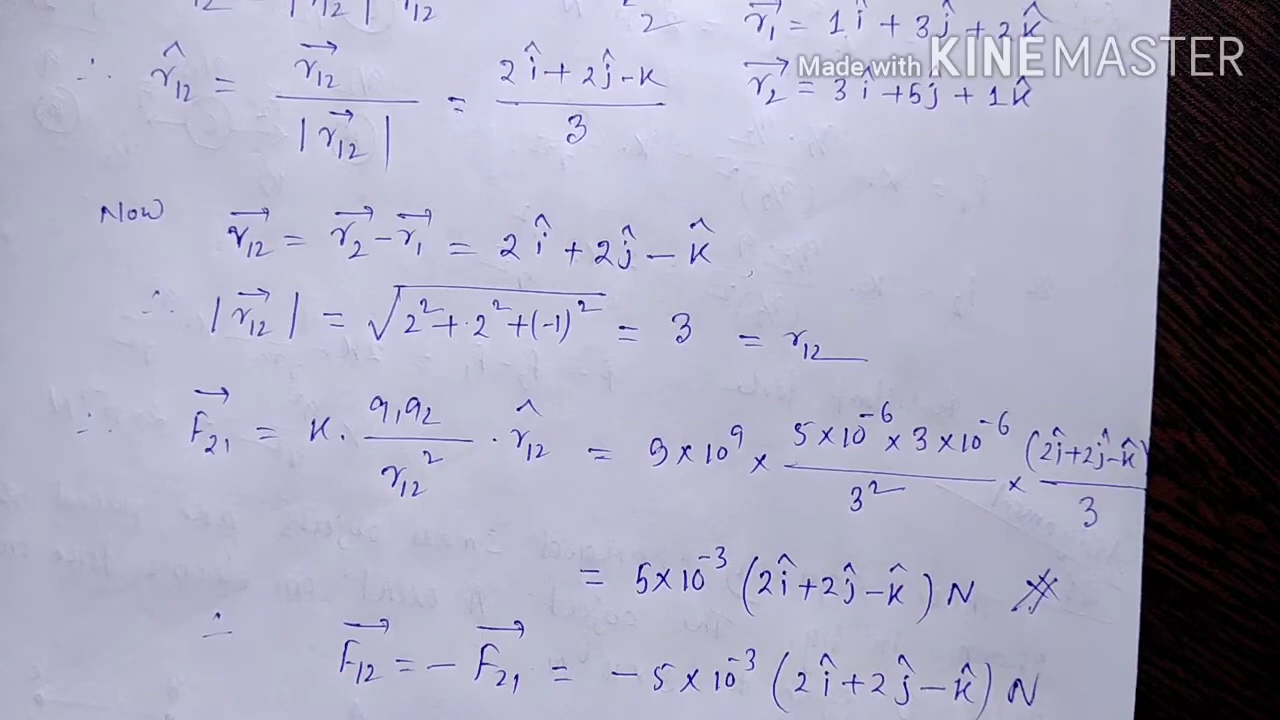 r⃗₁ = 1î + 3ĵ + 2k̂
∴ r̂₁₂ = r⃗₁₂ / |r⃗₁₂| = (2î + 2ĵ - k) / 3
r⃗₂ = 3î + 5ĵ + 1k̂
Made with KINEMASTER
Now r⃗₁₂ = r⃗₂ - r⃗₁ = 2î + 2ĵ - k̂
∴ |r⃗₁₂| = √(2² + 2² + (-1)²) = 3 = r₁₂
∴ F⃗₂₁ = K · q₁q₂ / r₁₂² · r̂₁₂ = 9 × 10⁹ × (5 × 10⁻⁶ × 3 × 10⁻⁶) / 3² × (2î + 2ĵ - k̂) / 3
= 5 × 10⁻³ (2î + 2ĵ - k̂) N
∴ F⃗₁₂ = - F⃗₂₁ = - 5 × 10⁻³ (2î + 2ĵ - k̂) N